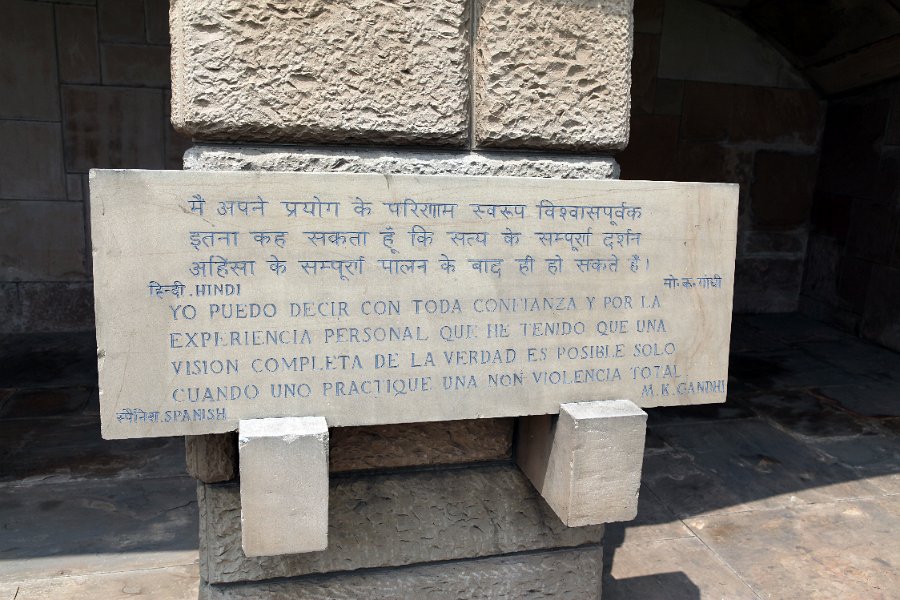 मै अपने प्रयोग के परिणाम स्वरूप विश्वासपूर्वक
इतना कह सकता हूँ कि सत्य के सम्पूर्ण दर्शन
अहिंसा के सम्पूर्ण पालन के बाद ही हो सकते हैं।
हिन्दी.HINDI मो०क०गांधी
YO PUEDO DECIR CON TODA CONFIANZA Y POR LA
EXPERIENCIA PERSONAL QUE HE TENIDO QUE UNA
VISION COMPLETA DE LA VERDAD ES POSIBLE SOLO
CUANDO UNO PRACTIQUE UNA NON VIOLENCIA TOTAL
स्पैनिश.SPANISH M.K.GANDHI